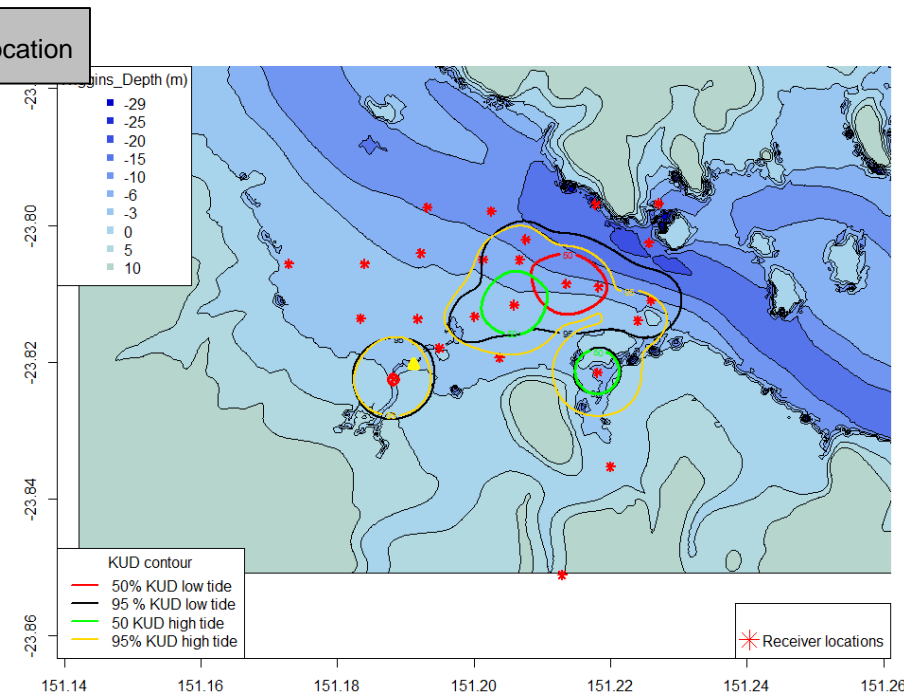 ocation
ggins_Depth (m)
-29
-25
-20
-15
-10
-6
-3
0
5
10
-23.80
-23.82
-23.84
-23.86
KUD contour
50% KUD low tide
95 % KUD low tide
50 KUD high tide
95% KUD high tide
Receiver locations
151.14 151.16 151.18 151.20 151.22 151.24 151.26